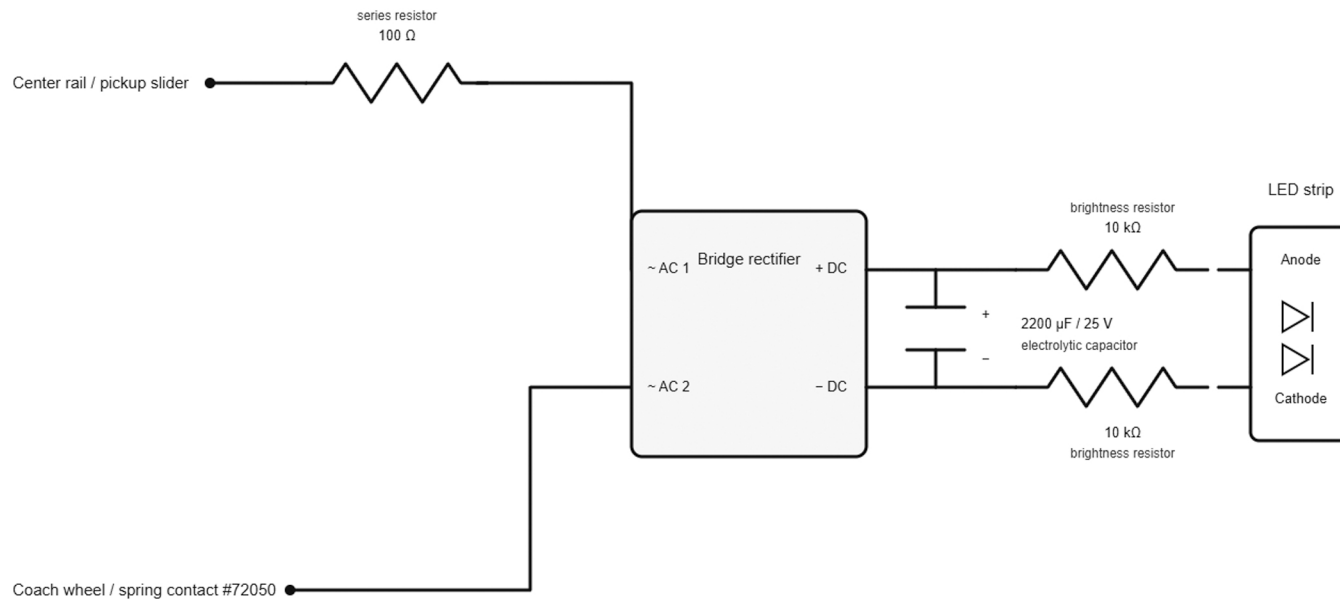 series resistor
100 Ω
Center rail / pickup slider
LED strip
brightness resistor
10 kΩ
Bridge rectifier
~ AC 1
+ DC
Anode
+
2200 µF / 25 V
electrolytic capacitor
−
~ AC 2
− DC
Cathode
10 kΩ
brightness resistor
Coach wheel / spring contact #72050